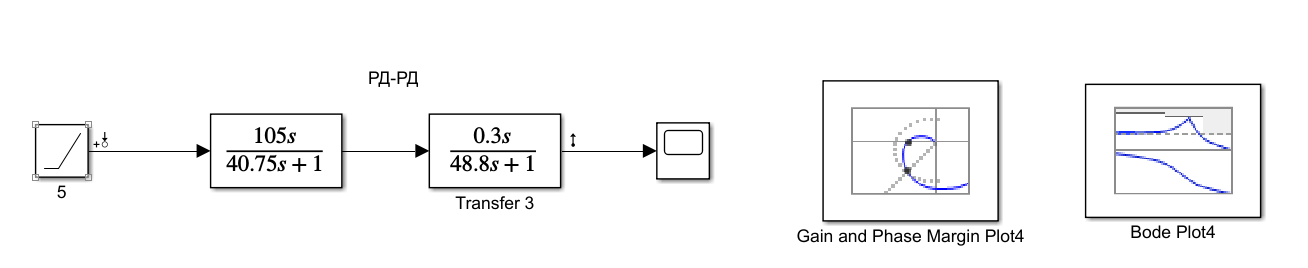 РД-РД
5
105s
40.75s + 1
0.3s
48.8s + 1
Transfer 3
Gain and Phase Margin Plot4
Bode Plot4